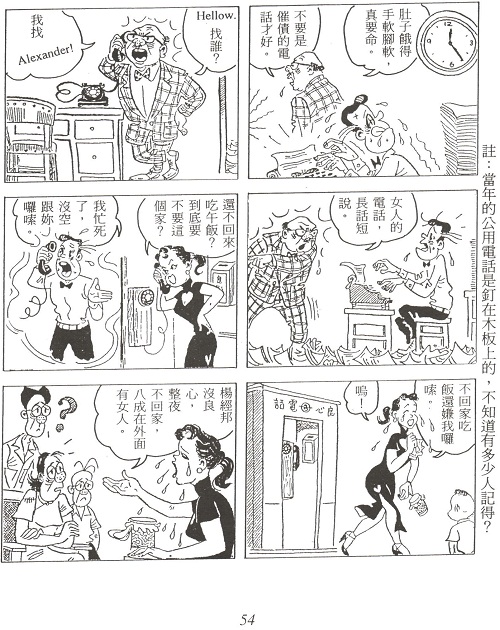 註：當年的公用電話是釘在木板上的，不知道有多少人記得？
肚子餓得
手軟腳軟，
真要命。
不要是
催債的電
話才好。
Hellow.
找誰？
我找
Alexander!
女人的
電話，
長話短
說。
還不回來
吃午飯？
到底要
不要這
個家？
我忙死
了，
沒空
跟妳
囉嗦。
不回家吃
飯還嫌我囉
嗦。
嗚！
話電
楊經邦
沒良
心，
整夜
不回家。
八成在外面
有女人。
?
54